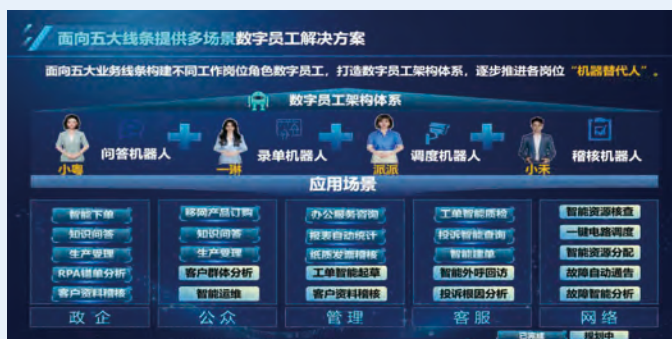 面向五大线条提供多场景数字员工解决方案
面向五大业务线条构建不同工作岗位角色数字员工，打造数字员工架构体系，逐步推进各岗位“机器替代人”。
数字员工架构体系
小粤 问答机器人 一琳 录单机器人 派派 调度机器人 小禾 稽核机器人
应用场景
智能下单 移网产品订购 办公服务咨询 工单智能质检 智能资源核查
知识问答 知识问答 报表自动统计 投诉智能查询 一键电路调度
生产受理 生产受理 纸质发票稽核 智能建单 智能资源分配
RPA错单分析 客户群体分析 工单智能起草 智能外呼回访 故障自动通告
客户资料稽核 智能运维 客户资料稽核 投诉根因分析 故障智能分析
政企 公众 管理 客服 网络
已完成 规划中